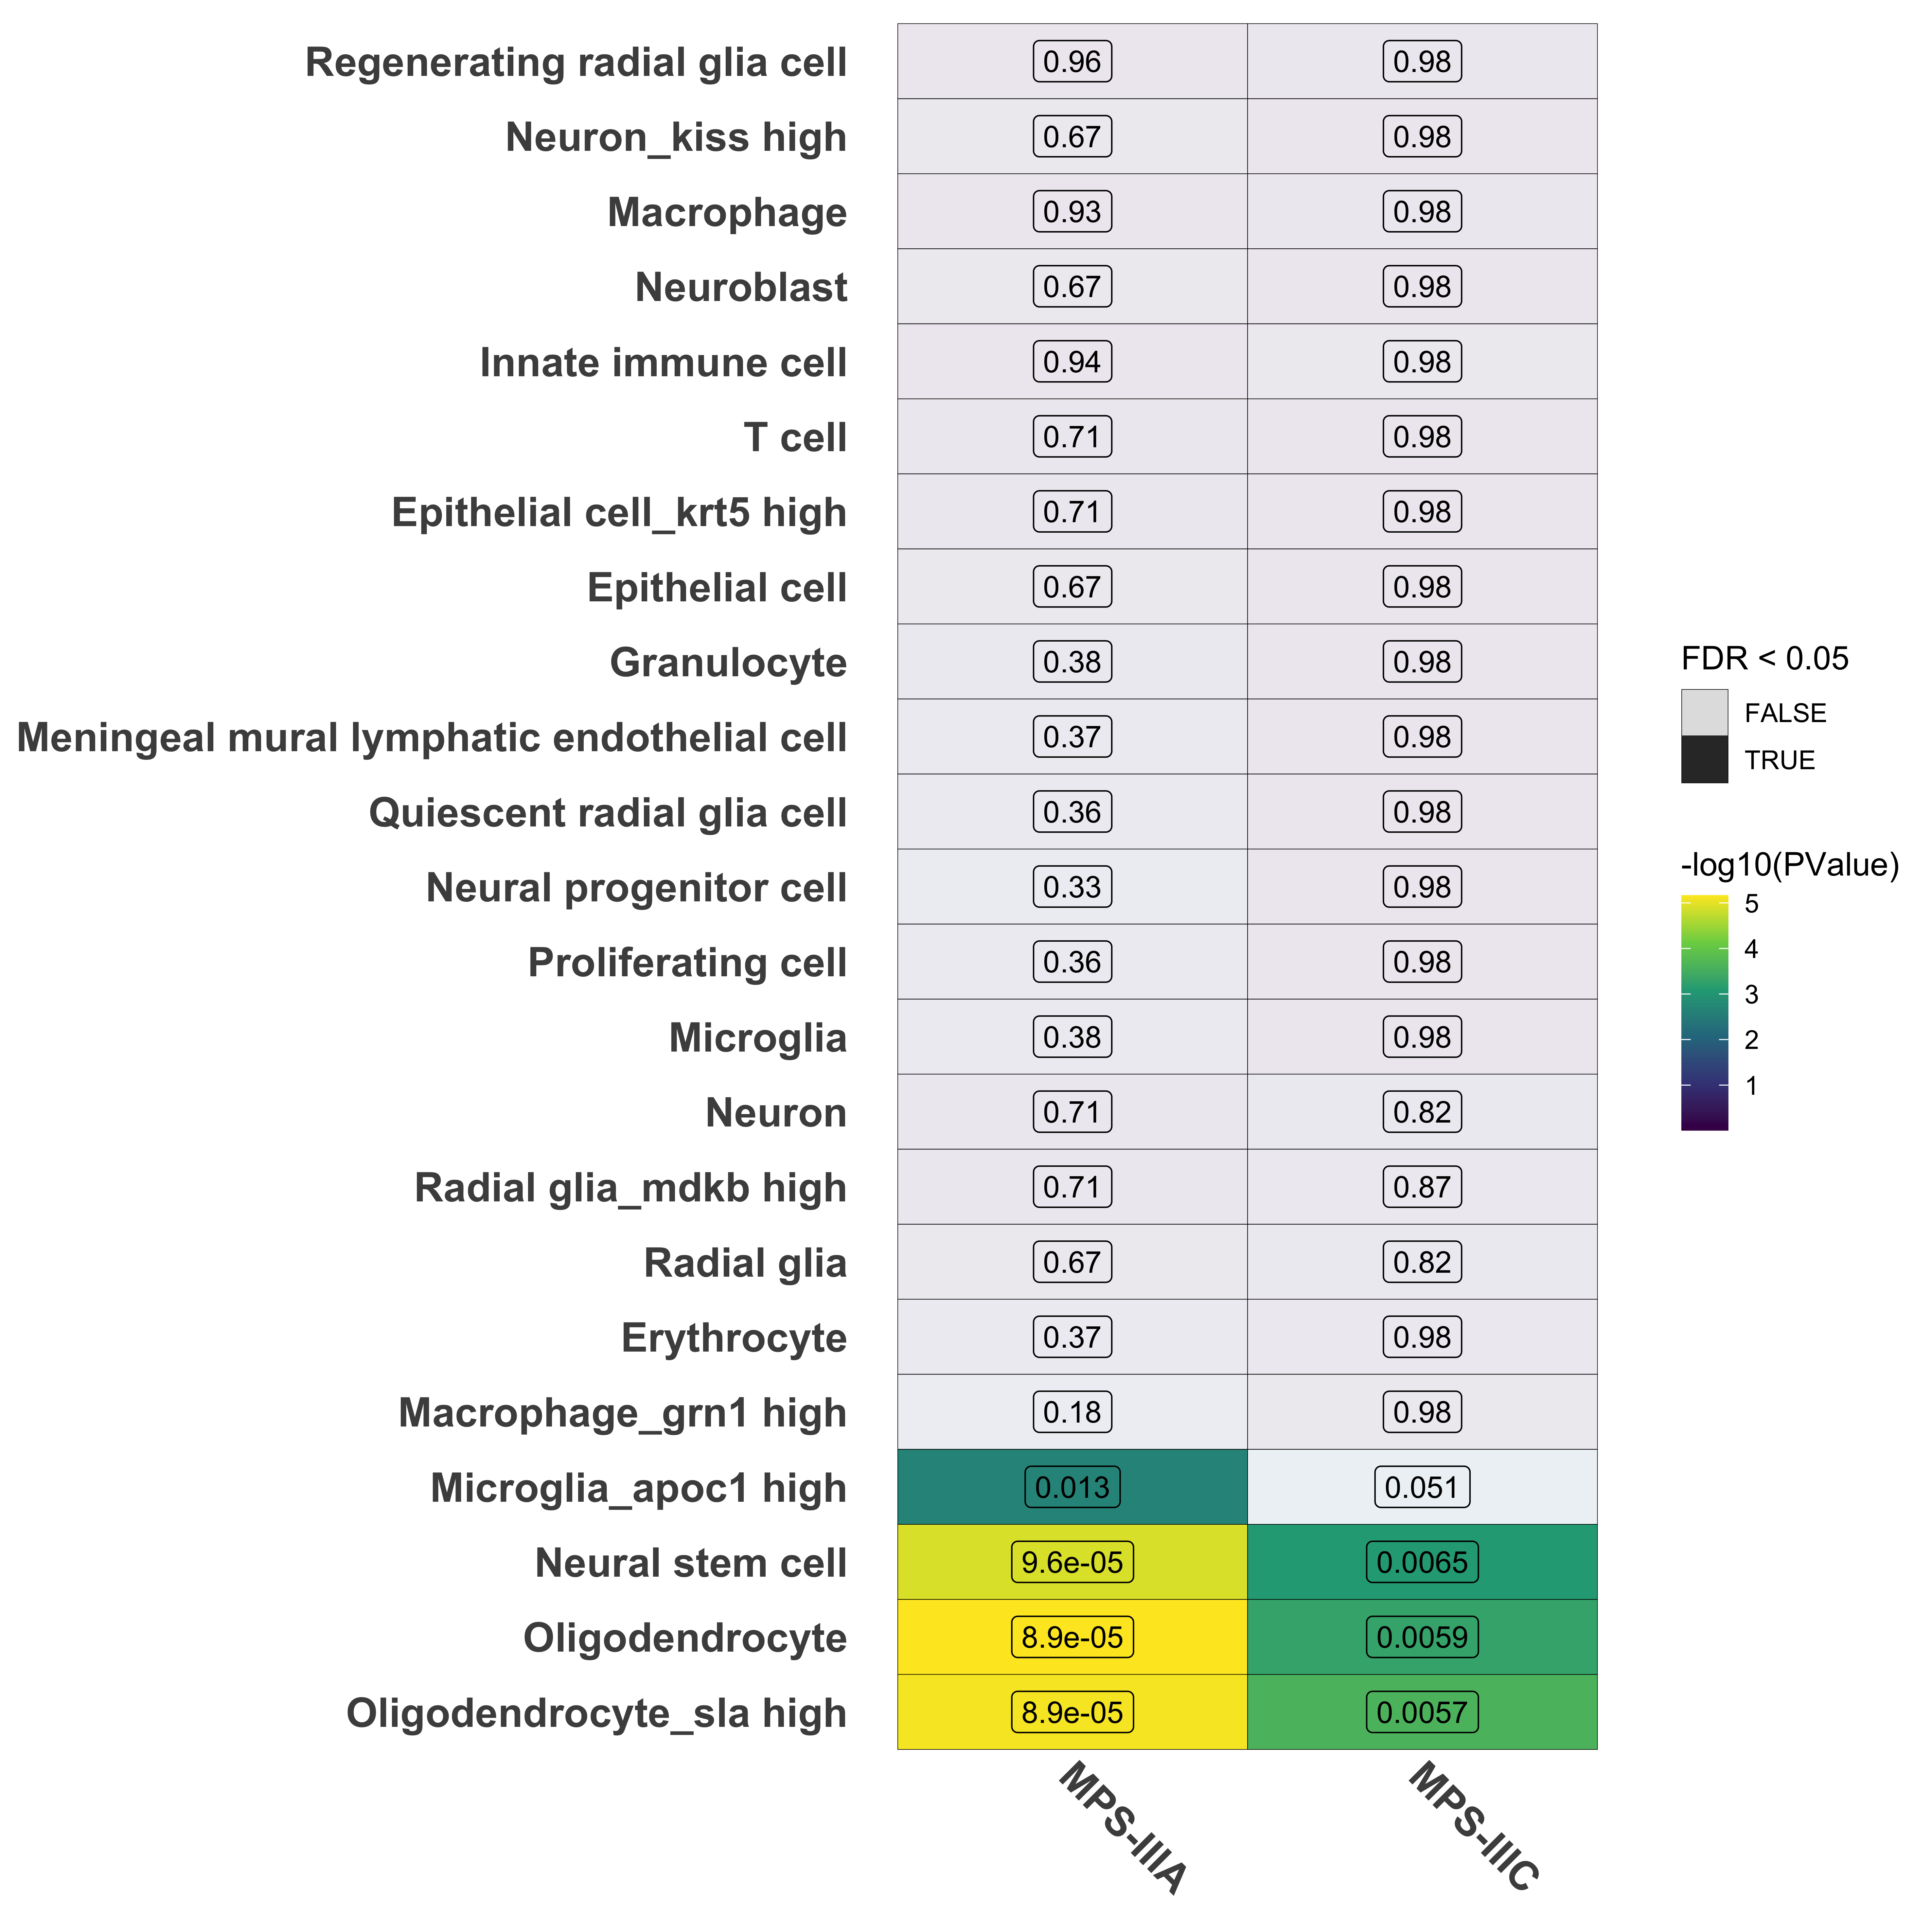 Regenerating radial glia cell 0.96 0.98
Neuron_kiss high 0.67 0.98
Macrophage 0.93 0.98
Neuroblast 0.67 0.98
Innate immune cell 0.94 0.98
T cell 0.71 0.98
Epithelial cell_krt5 high 0.71 0.98
Epithelial cell 0.67 0.98
Granulocyte 0.38 0.98
Meningeal mural lymphatic endothelial cell 0.37 0.98
Quiescent radial glia cell 0.36 0.98
Neural progenitor cell 0.33 0.98
Proliferating cell 0.36 0.98
Microglia 0.38 0.98
Neuron 0.71 0.82
Radial glia_mdkb high 0.71 0.87
Radial glia 0.67 0.82
Erythrocyte 0.37 0.98
Macrophage_grn1 high 0.18 0.98
Microglia_apoc1 high 0.013 0.051
Neural stem cell 9.6e-05 0.0065
Oligodendrocyte 8.9e-05 0.0059
Oligodendrocyte_sla high 8.9e-05 0.0057
MPS-IIIA MPS-IIIC
FDR < 0.05
FALSE
TRUE
-log10(PValue)
5
4
3
2
1